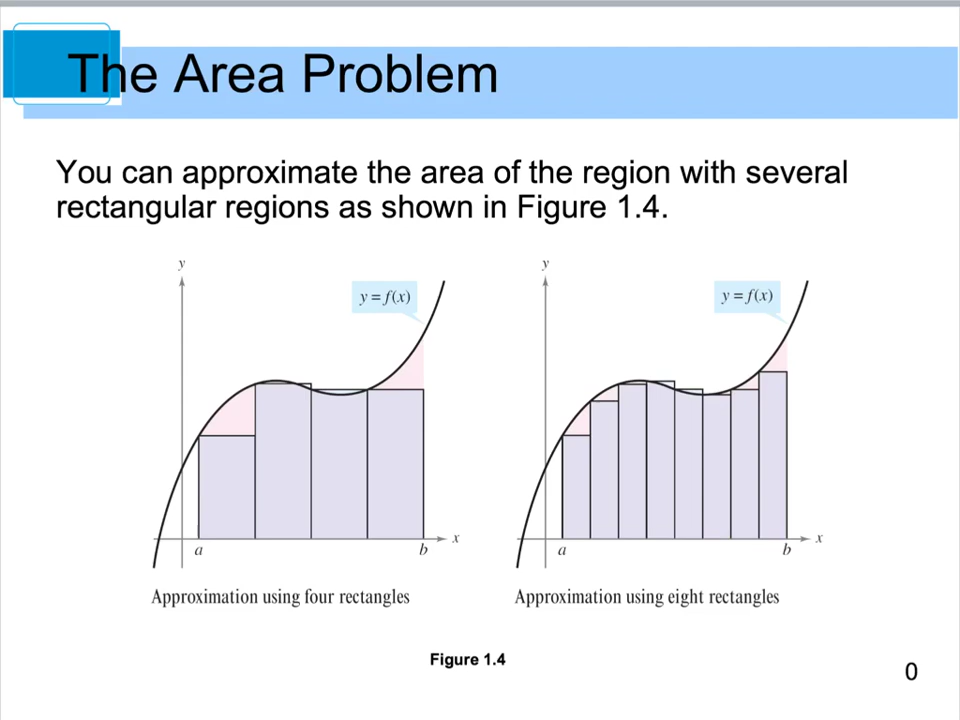 The Area Problem
You can approximate the area of the region with several
rectangular regions as shown in Figure 1.4.
y
y = f(x)
x
a
b
Approximation using four rectangles
y
y = f(x)
x
a
b
Approximation using eight rectangles
Figure 1.4
0